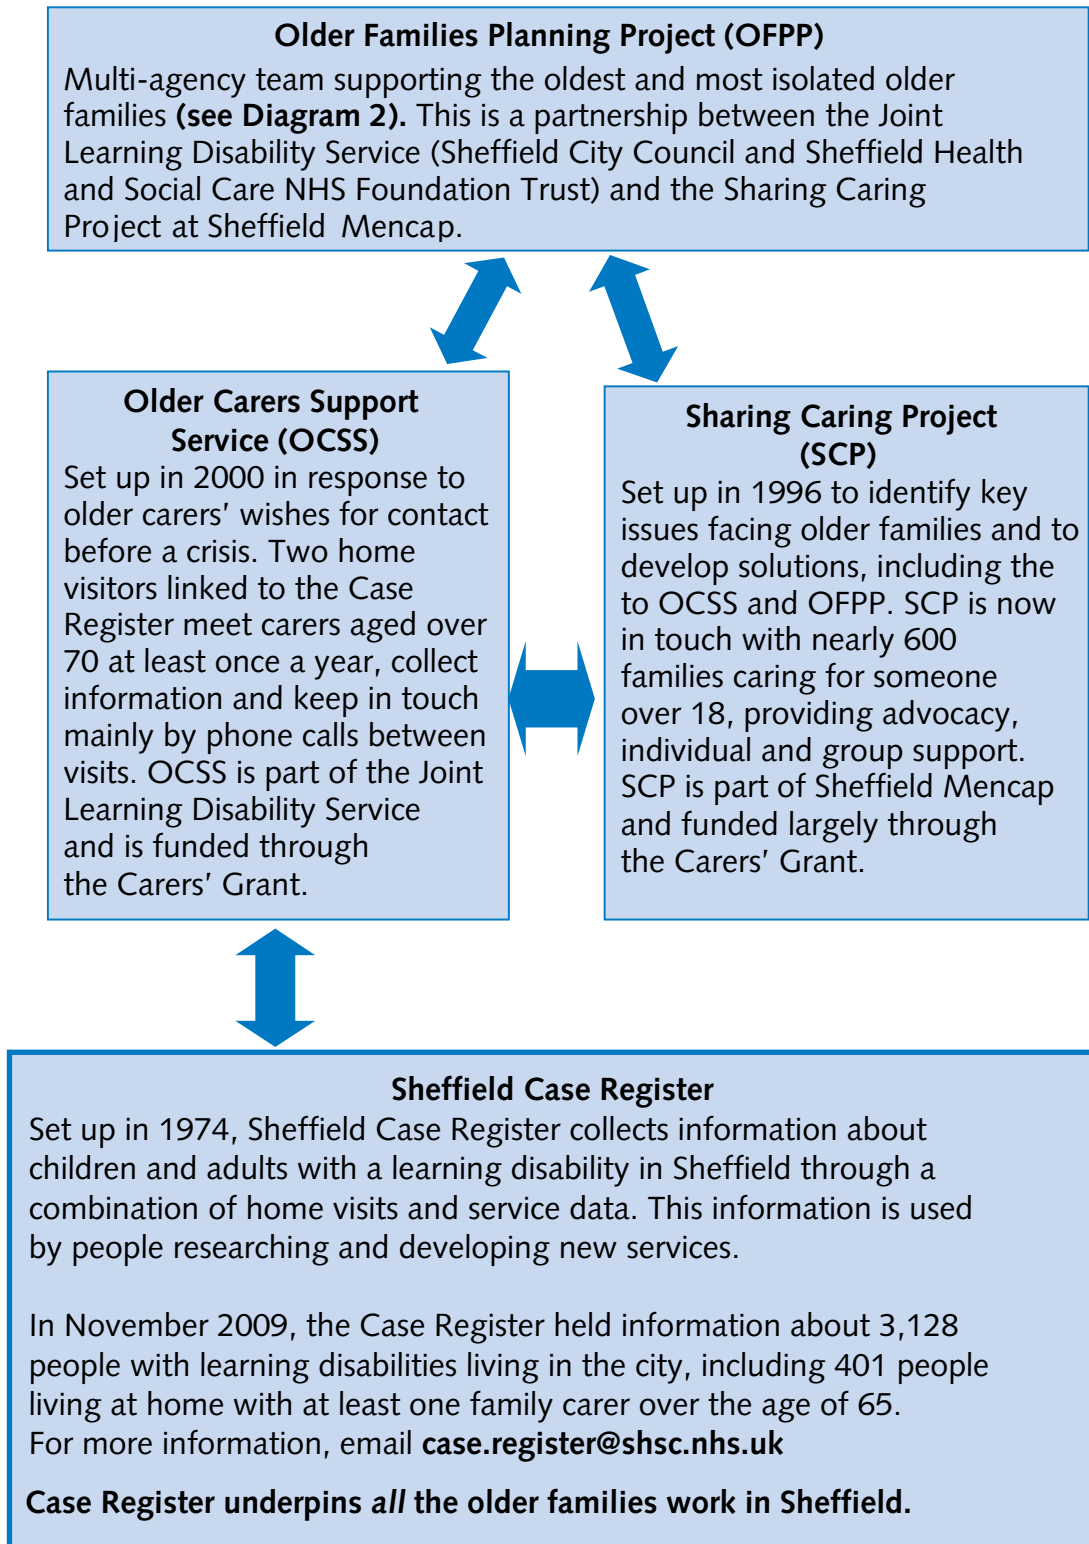 Older Families Planning Project (OFPP)
Multi-agency team supporting the oldest and most isolated older
families (see Diagram 2). This is a partnership between the Joint
Learning Disability Service (Sheffield City Council and Sheffield Health
and Social Care NHS Foundation Trust) and the Sharing Caring
Project at Sheffield Mencap.
Older Carers Support
Service (OCSS)
Set up in 2000 in response to
older carers' wishes for contact
before a crisis. Two home
visitors linked to the Case
Register meet carers aged over
70 at least once a year, collect
information and keep in touch
mainly by phone calls between
visits. OCSS is part of the Joint
Learning Disability Service
and is funded through
the Carers' Grant.
Sharing Caring Project
(SCP)
Set up in 1996 to identify key
issues facing older families and to
develop solutions, including the
to OCSS and OFPP. SCP is now
in touch with nearly 600
families caring for someone
over 18, providing advocacy,
individual and group support.
SCP is part of Sheffield Mencap
and funded largely through
the Carers' Grant.
Sheffield Case Register
Set up in 1974, Sheffield Case Register collects information about
children and adults with a learning disability in Sheffield through a
combination of home visits and service data. This information is used
by people researching and developing new services.
In November 2009, the Case Register held information about 3,128
people with learning disabilities living in the city, including 401 people
living at home with at least one family carer over the age of 65.
For more information, email case.register@shsc.nhs.uk
Case Register underpins all the older families work in Sheffield.